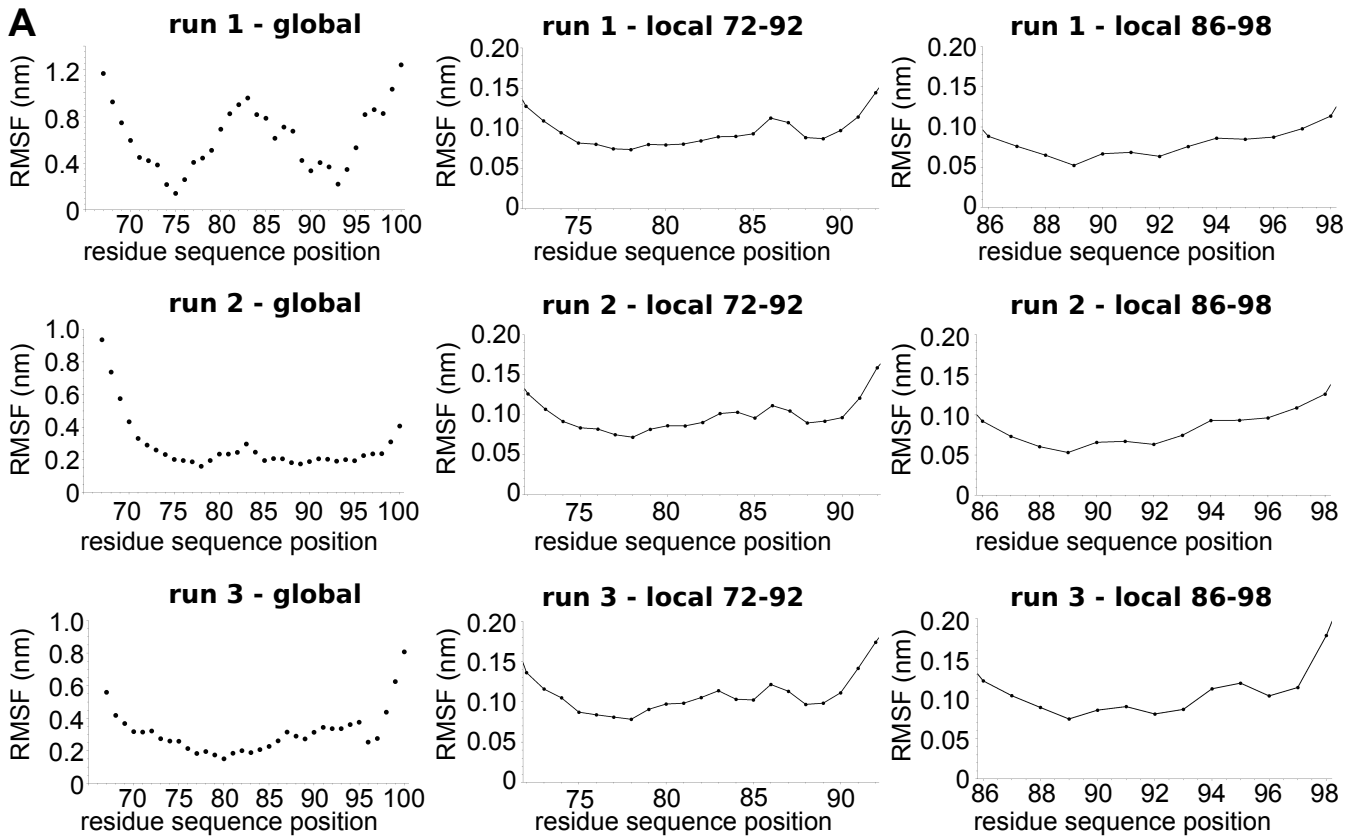 A
run 1 - global
RMSF (nm)
1.2
0.8
0.4
0
70 75 80 85 90 95 100
residue sequence position
run 1 - local 72-92
RMSF (nm)
0.20
0.15
0.10
0.05
0
75 80 85 90
residue sequence position
run 1 - local 86-98
RMSF (nm)
0.20
0.15
0.10
0.05
0
86 88 90 92 94 96 98
residue sequence position
run 2 - global
RMSF (nm)
1.0
0.8
0.6
0.4
0.2
0
70 75 80 85 90 95 100
residue sequence position
run 2 - local 72-92
RMSF (nm)
0.20
0.15
0.10
0.05
0
75 80 85 90
residue sequence position
run 2 - local 86-98
RMSF (nm)
0.20
0.15
0.10
0.05
0
86 88 90 92 94 96 98
residue sequence position
run 3 - global
RMSF (nm)
1.0
0.8
0.6
0.4
0.2
0
70 75 80 85 90 95 100
residue sequence position
run 3 - local 72-92
RMSF (nm)
0.20
0.15
0.10
0.05
0
75 80 85 90
residue sequence position
run 3 - local 86-98
RMSF (nm)
0.20
0.15
0.10
0.05
0
86 88 90 92 94 96 98
residue sequence position